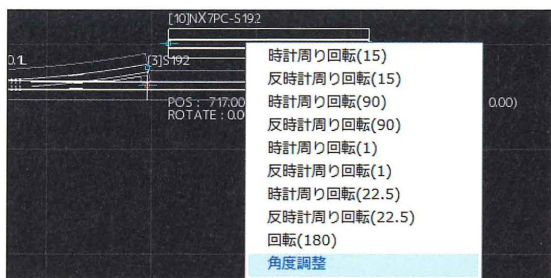 [10]NX7PC-S192
[3]S192
POS : 717.00 0.00)
ROTATE : 0.0
時計周り回転(15)
反時計周り回転(15)
時計周り回転(90)
反時計周り回転(90)
時計周り回転(1)
反時計周り回転(1)
時計周り回転(22.5)
反時計周り回転(22.5)
回転(180)
角度調整